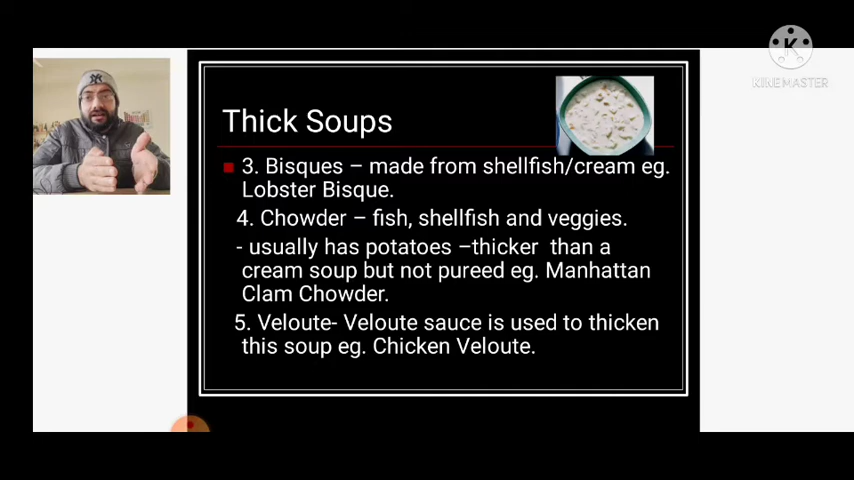 K
KINEMASTER
Thick Soups
3. Bisques – made from shellfish/cream eg.
Lobster Bisque.
4. Chowder – fish, shellfish and veggies.
- usually has potatoes –thicker than a
cream soup but not pureed eg. Manhattan
Clam Chowder.
5. Veloute- Veloute sauce is used to thicken
this soup eg. Chicken Veloute.